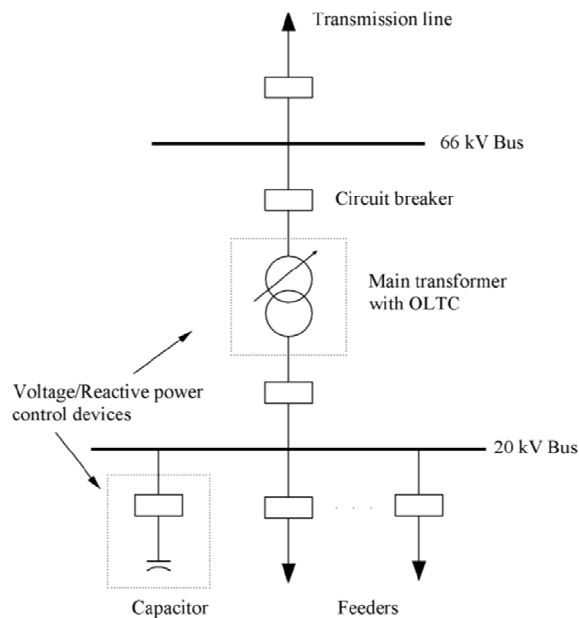 Transmission line
66 kV Bus
Circuit breaker
Main transformer
with OLTC
Voltage/Reactive power
control devices
20 kV Bus
Capacitor
Feeders